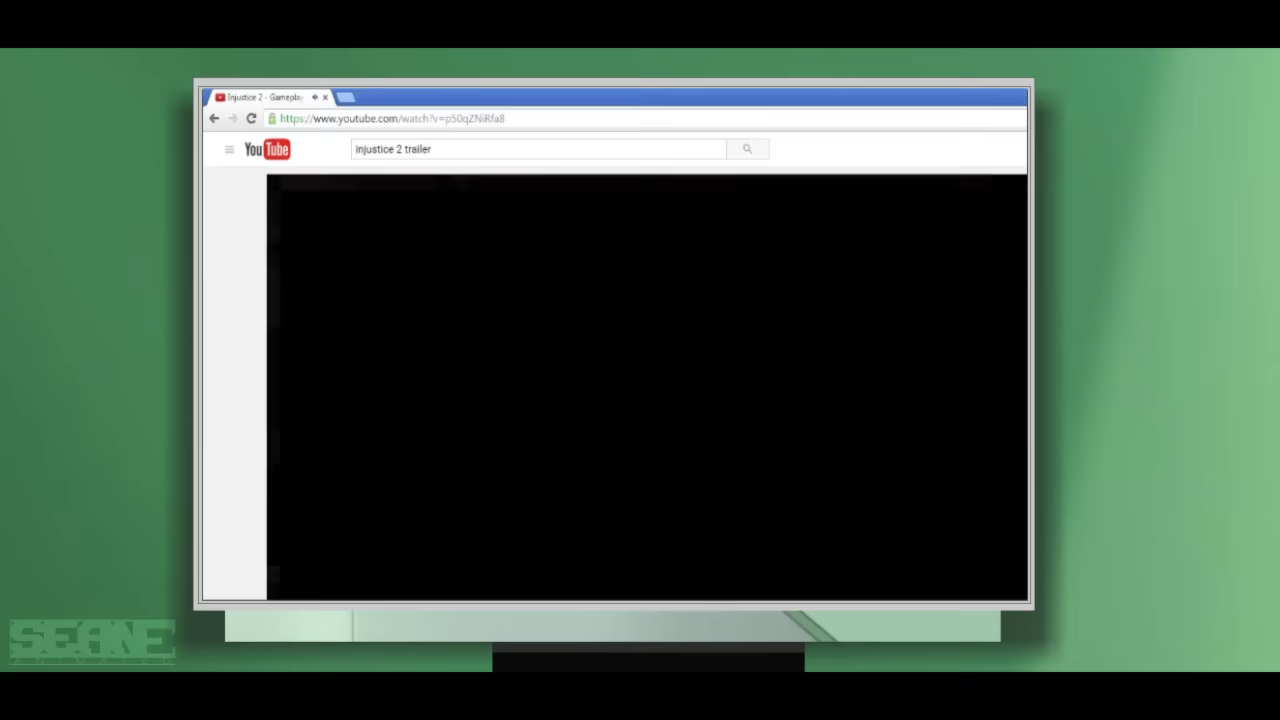 Injustice 2 - Gameplay
https://www.youtube.com/watch?v=p50qZNiRfa8
YouTube
injustice 2 trailer
SEANE